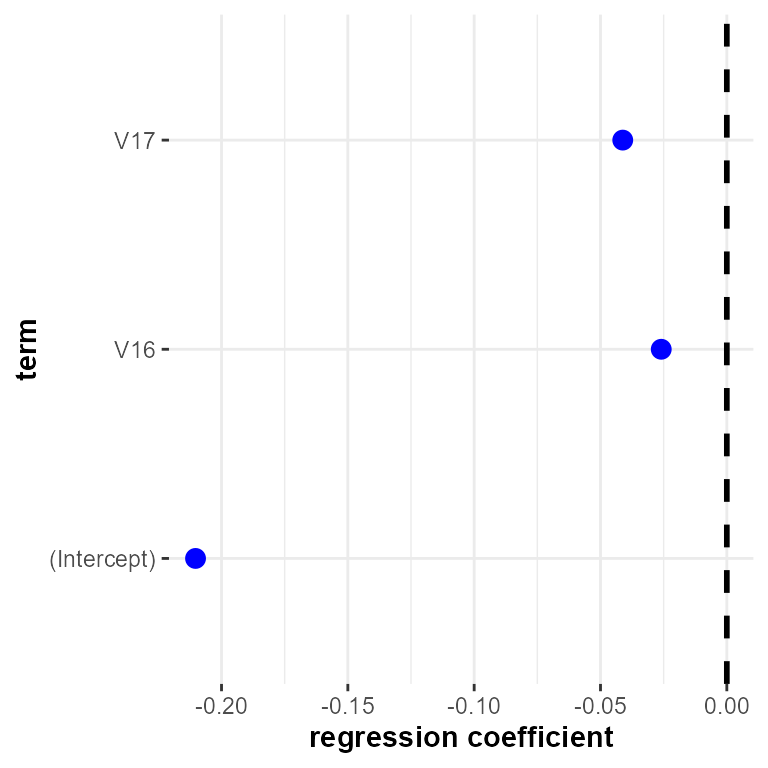 V17
V16
(Intercept)
term
-0.20 -0.15 -0.10 -0.05 0.00
regression coefficient